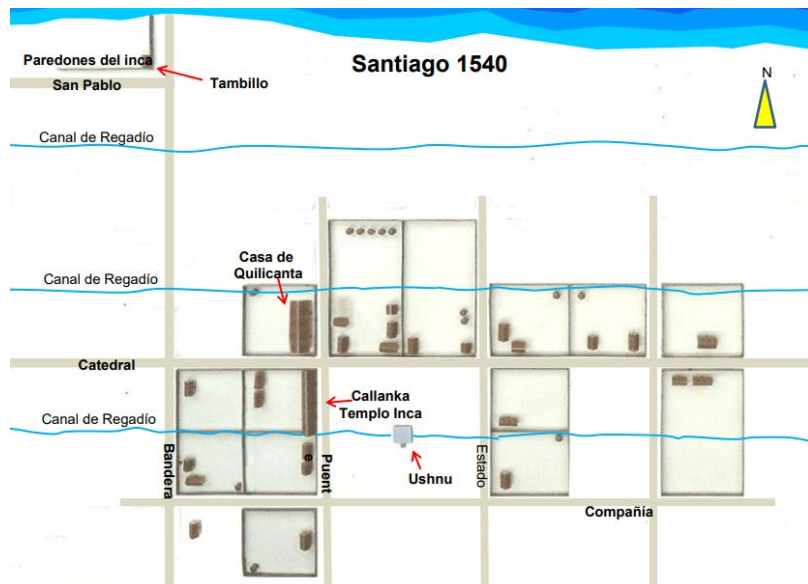 Santiago 1540
Paredones del inca
Tambillo
San Pablo
N
Canal de Regadío
Casa de
Quilicanta
Canal de Regadío
Catedral
Callanka
Templo Inca
Canal de Regadío
Bandera
Puent
e
Ushnu
Estado
Compañía